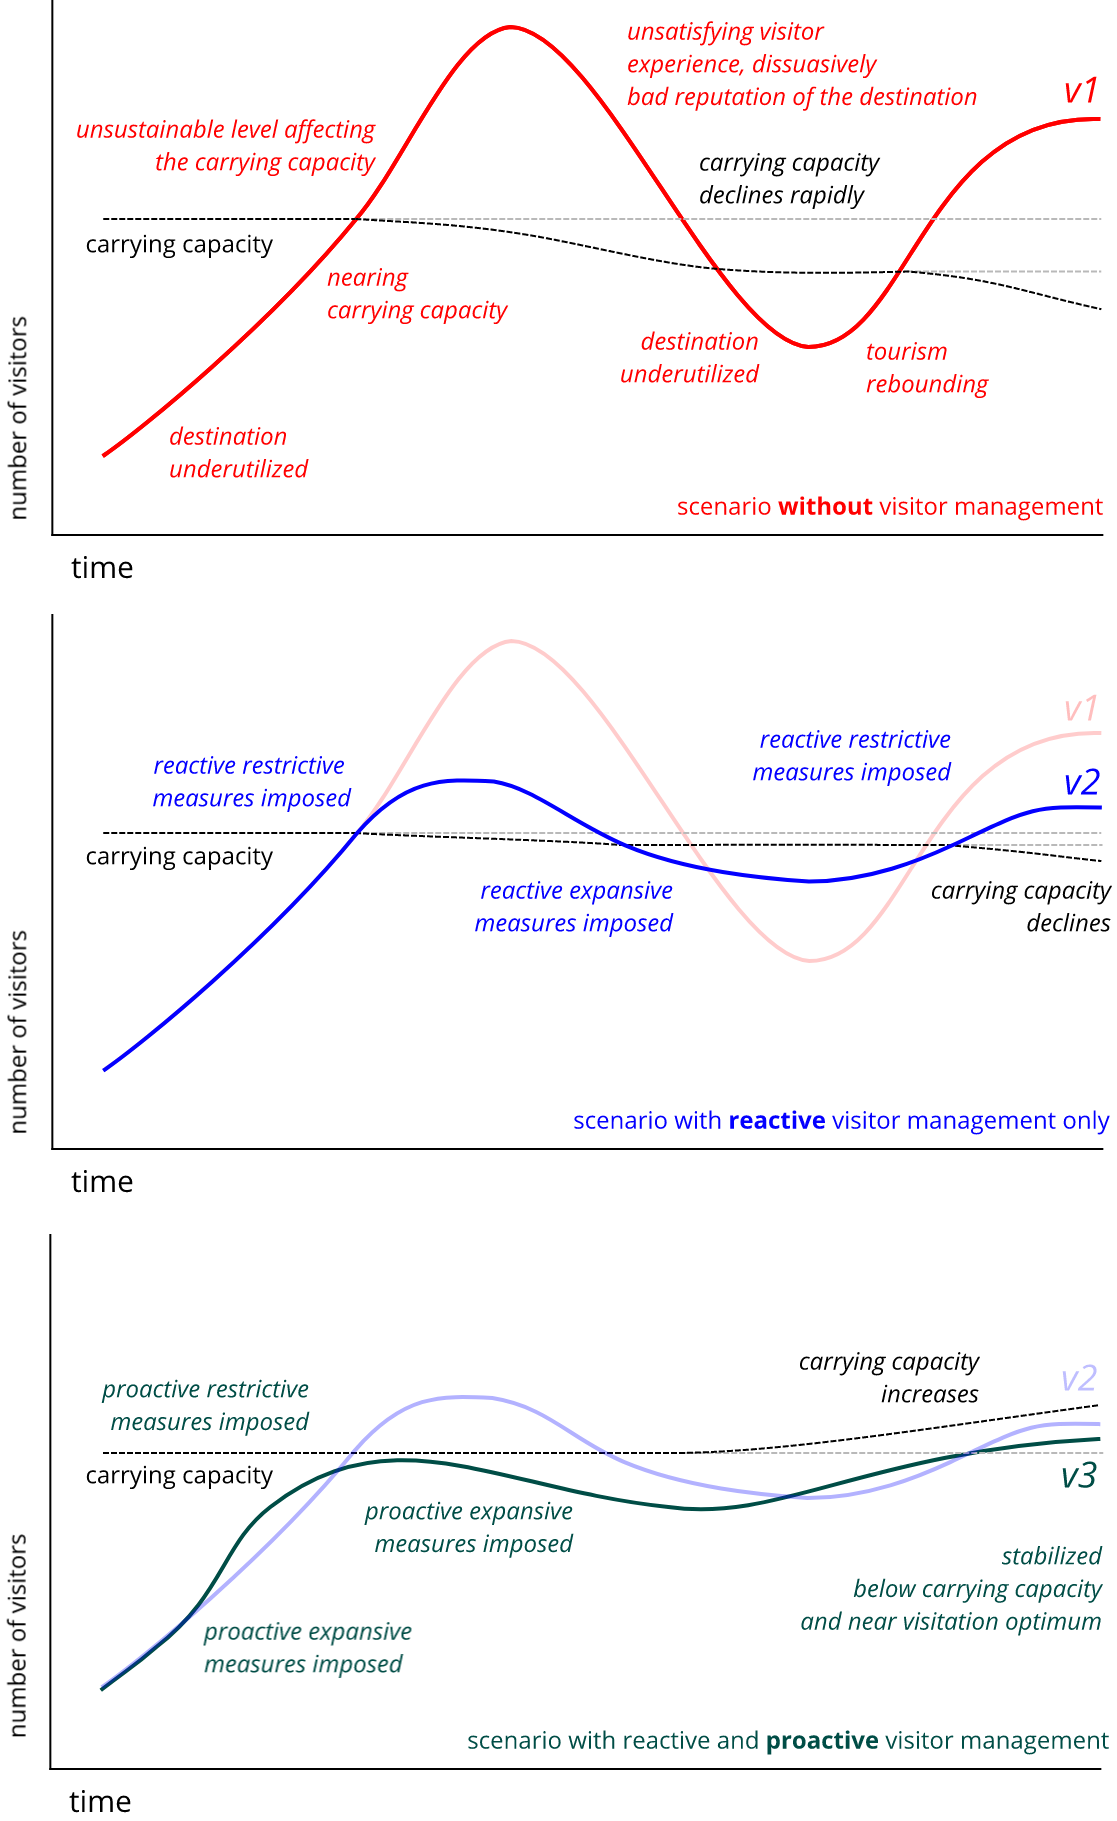 unsatisfying visitor
experience, dissuasively
bad reputation of the destination
v1
unsustainable level affecting
the carrying capacity
carrying capacity
declines rapidly
carrying capacity
nearing
carrying capacity
destination
underutilized
tourism
rebounding
destination
underutilized
number of visitors
scenario without visitor management
time
v1
reactive restrictive
measures imposed
reactive restrictive
measures imposed
v2
carrying capacity
reactive expansive
measures imposed
carrying capacity
declines
number of visitors
scenario with reactive visitor management only
time
carrying capacity
increases
v2
proactive restrictive
measures imposed
carrying capacity
v3
proactive expansive
measures imposed
stabilized
below carrying capacity
and near visitation optimum
proactive expansive
measures imposed
number of visitors
scenario with reactive and proactive visitor management
time